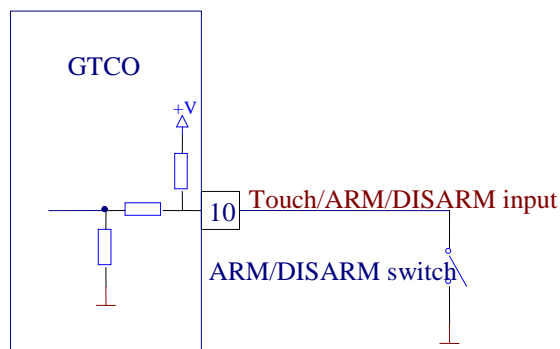 GTCO
+V
10
Touch/ARM/DISARM input
ARM/DISARM switch